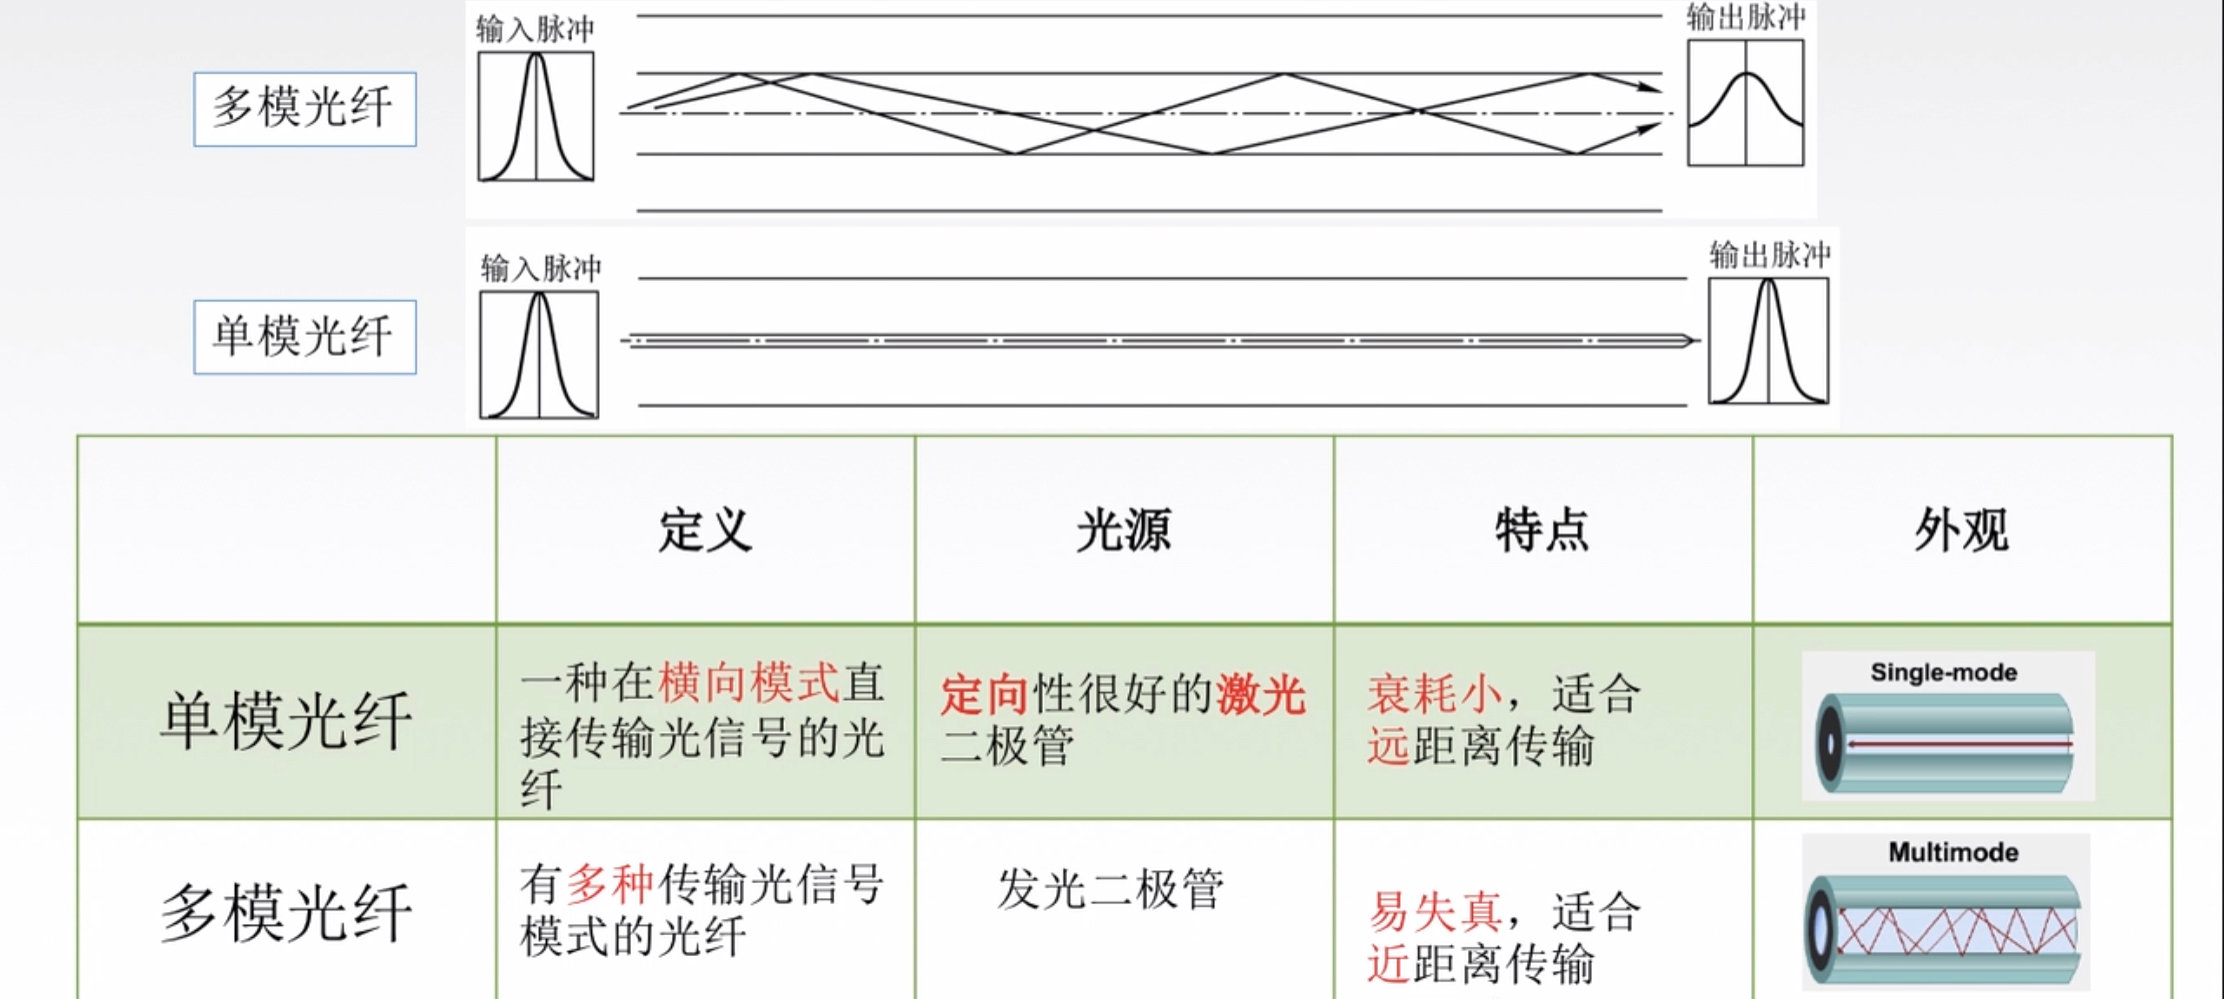 输入脉冲
输出脉冲
多模光纤
输入脉冲
输出脉冲
单模光纤
定义
光源
特点
外观
单模光纤
一种在横向模式直
接传输光信号的光
纤
定向性很好的激光
二极管
衰耗小，适合
远距离传输
Single-mode
多模光纤
有多种传输光信号
模式的光纤
发光二极管
易失真，适合
近距离传输
Multimode